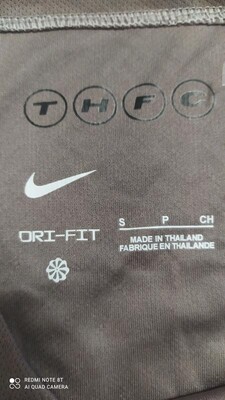 T H F C
DRI-FIT
S P CH
MADE IN THAILAND
FABRIQUE EN THAILANDE
REDMI NOTE 8T
AI QUAD CAMERA